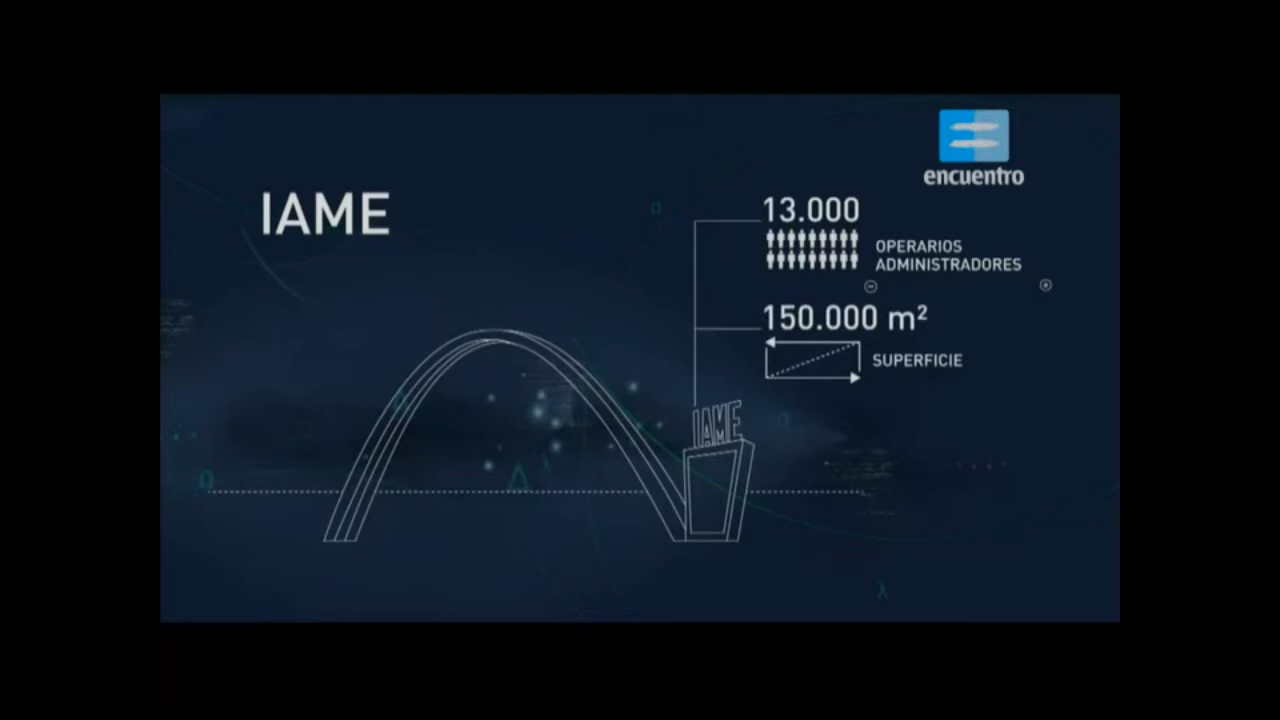 encuentro
IAME
13.000
OPERARIOS
ADMINISTRADORES
150.000 m²
SUPERFICIE
IAME